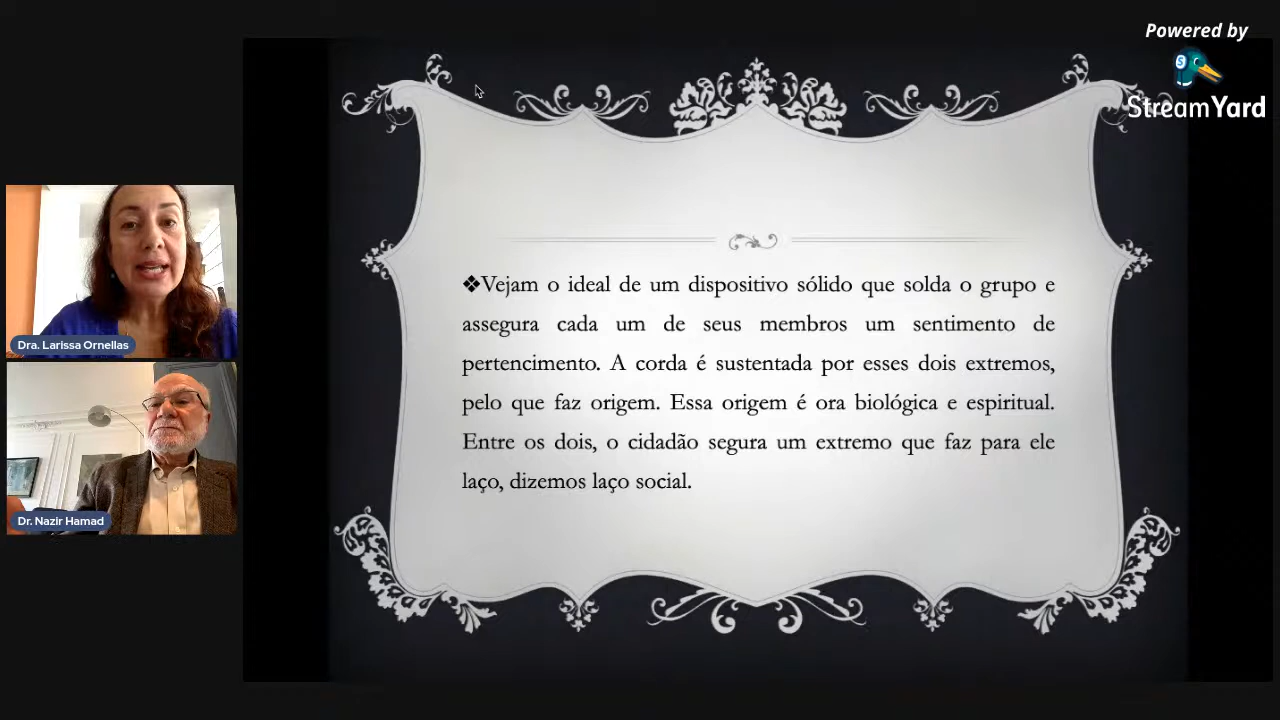 Powered by
StreamYard
❖Vejam o ideal de um dispositivo sólido que solda o grupo e
assegura cada um de seus membros um sentimento de
pertencimento. A corda é sustentada por esses dois extremos,
pelo que faz origem. Essa origem é ora biológica e espiritual.
Entre os dois, o cidadão segura um extremo que faz para ele
laço, dizemos laço social.
Dra. Larissa Ornellas
Dr. Nazir Hamad